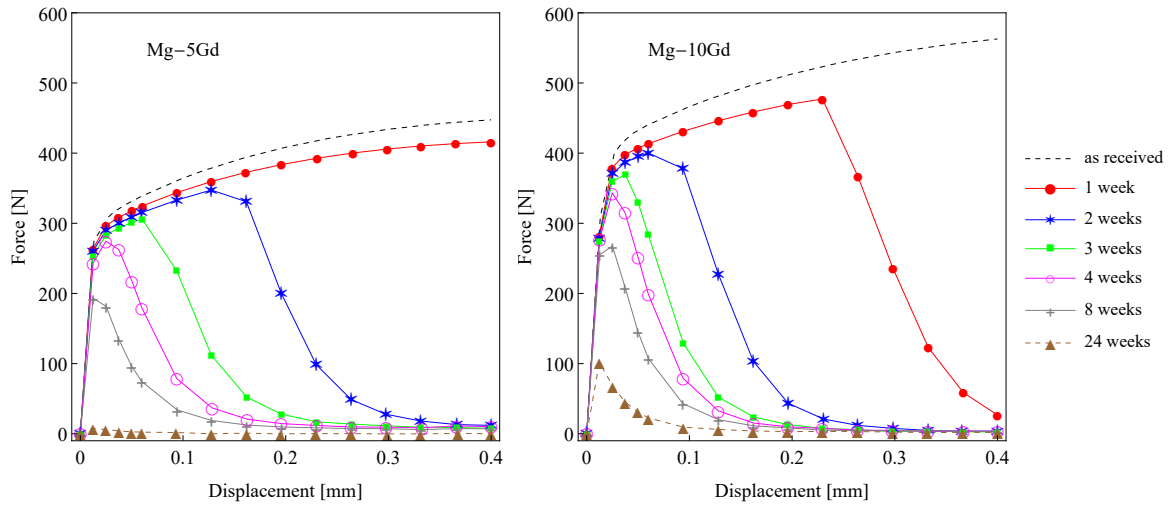 Mg−5Gd
Force [N]
600
500
400
300
200
100
0
0
0.1
0.2
0.3
0.4
Displacement [mm]
Mg−10Gd
Force [N]
600
500
400
300
200
100
0
0
0.1
0.2
0.3
0.4
Displacement [mm]
as received
1 week
2 weeks
3 weeks
4 weeks
8 weeks
24 weeks